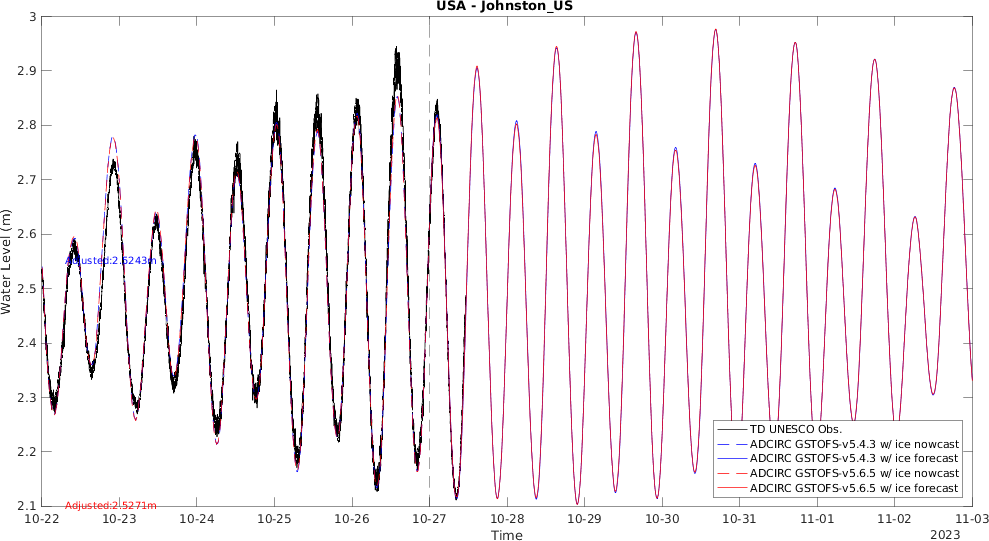 USA - Johnston_US
3
2.9
2.8
2.7
2.6
2.5
2.4
2.3
2.2
2.1
Water Level (m)
Adjusted:2.6243m
Adjusted:2.5271m
TD UNESCO Obs.
ADCIRC GSTOFS-v5.4.3 w/ ice nowcast
ADCIRC GSTOFS-v5.4.3 w/ ice forecast
ADCIRC GSTOFS-v5.6.5 w/ ice nowcast
ADCIRC GSTOFS-v5.6.5 w/ ice forecast
10-22 10-23 10-24 10-25 10-26 10-27 10-28 10-29 10-30 10-31 11-01 11-02 11-03
Time
2023